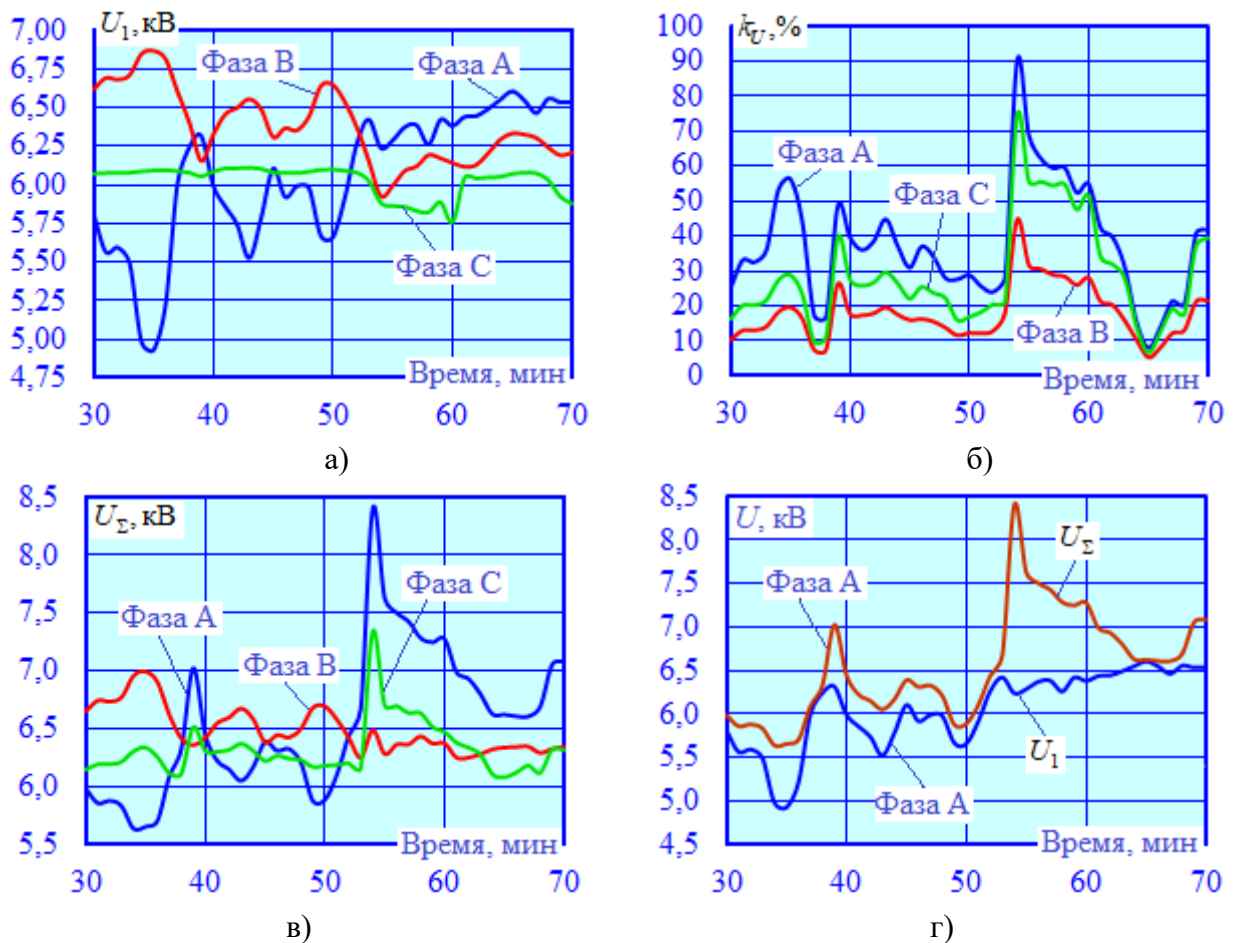 U₁, кВ
7,00
6,75
6,50
6,25
6,00
5,75
5,50
5,25
5,00
4,75
Фаза В
Фаза А
Фаза С
Время, мин
30 40 50 60 70
а)
k_U, %
100
90
80
70
60
50
40
30
20
10
0
Фаза А
Фаза С
Фаза В
Время, мин
30 40 50 60 70
б)
U_Σ, кВ
8,5
8,0
7,5
7,0
6,5
6,0
5,5
Фаза А
Фаза В
Фаза С
Время, мин
30 40 50 60 70
в)
U, кВ
8,5
8,0
7,5
7,0
6,5
6,0
5,5
5,0
4,5
U_Σ
Фаза А
U₁
Фаза А
Время, мин
30 40 50 60 70
г)